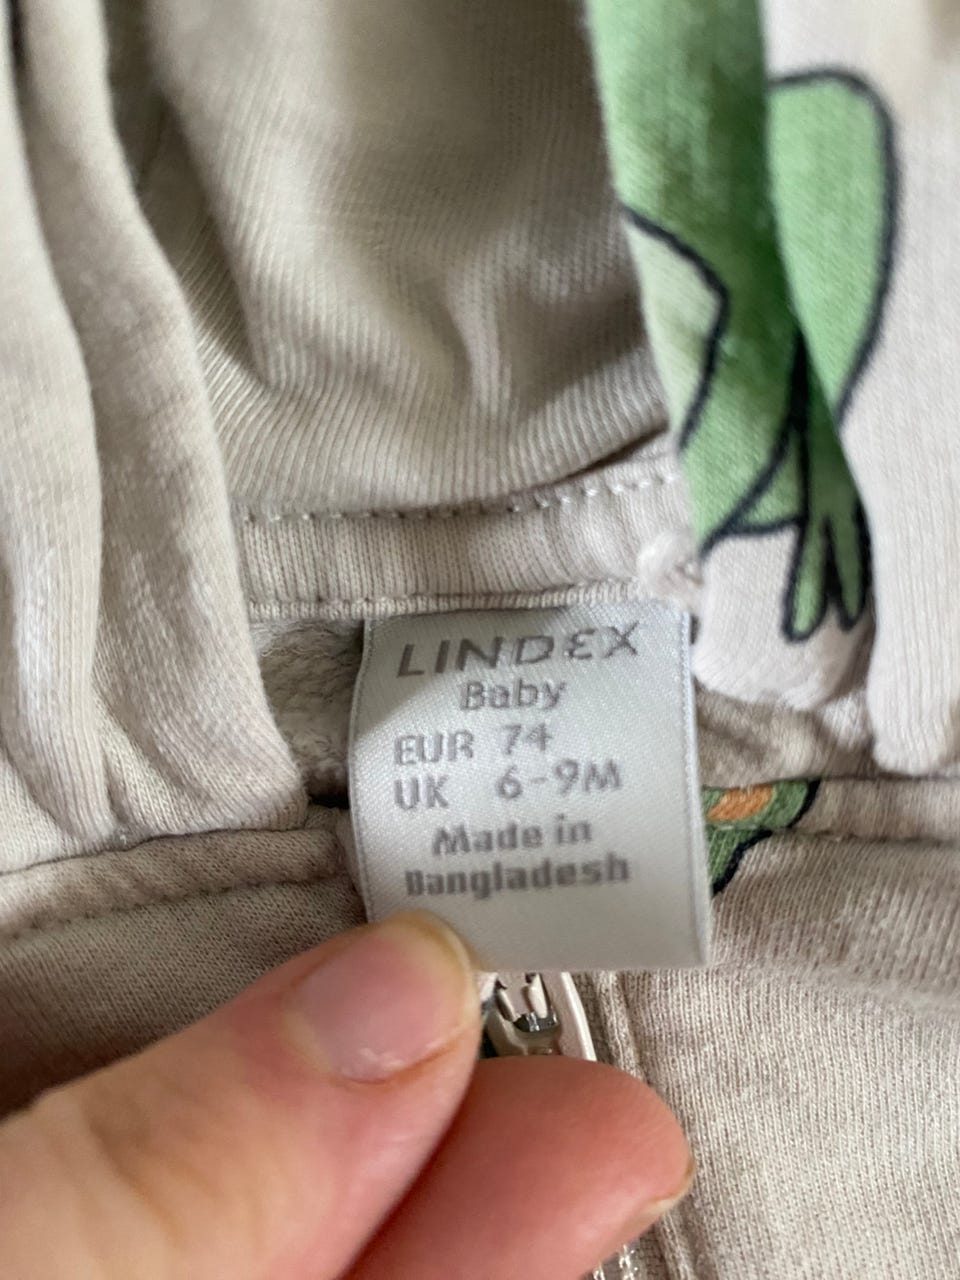 LINDEX
Baby
EUR 74
UK 6-9M
Made in
Bangladesh